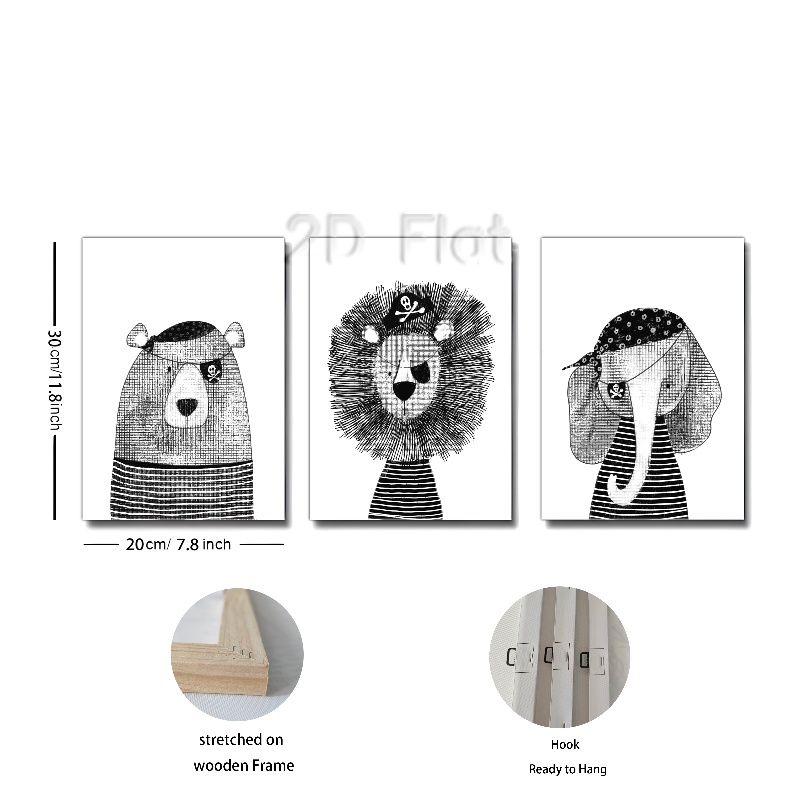 2D Flat
30cm/11.8inch
20cm/ 7.8 inch
stretched on
wooden Frame
Hook
Ready to Hang